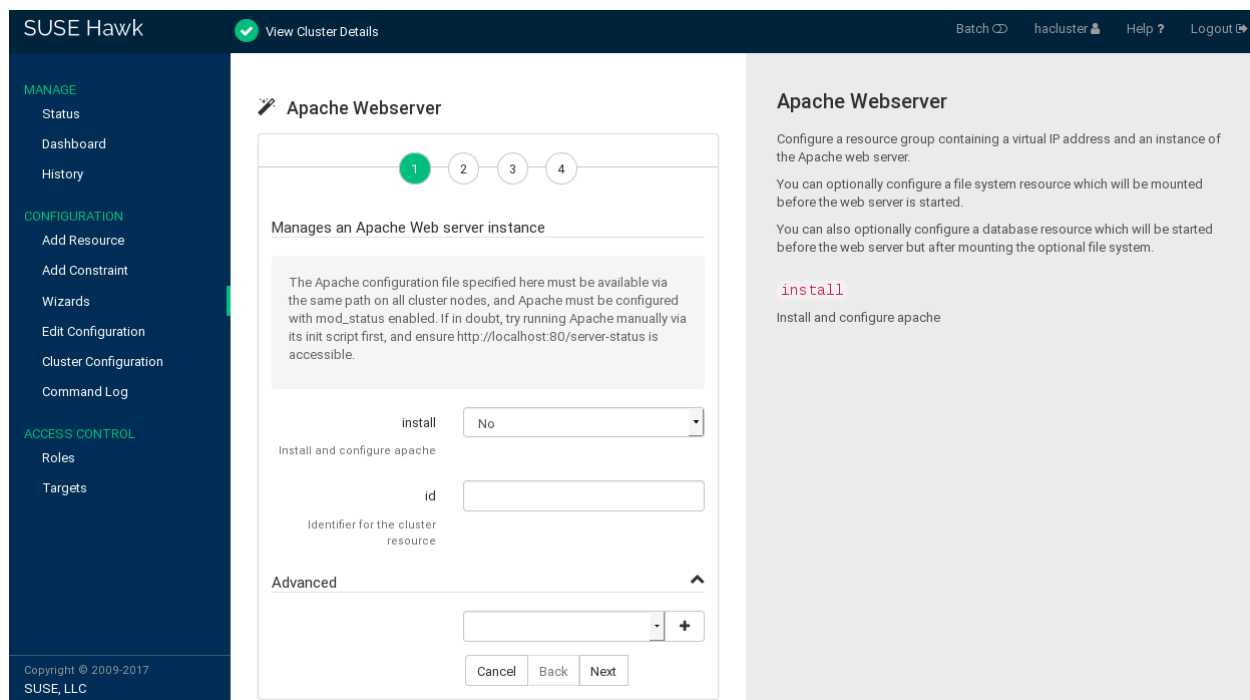 SUSE Hawk
View Cluster Details
Batch
hacluster
Help ?
Logout
MANAGE
Status
Dashboard
History
CONFIGURATION
Add Resource
Add Constraint
Wizards
Edit Configuration
Cluster Configuration
Command Log
ACCESS CONTROL
Roles
Targets
Copyright © 2009-2017
SUSE, LLC
Apache Webserver
1 2 3 4
Manages an Apache Web server instance
The Apache configuration file specified here must be available via
the same path on all cluster nodes, and Apache must be configured
with mod_status enabled. If in doubt, try running Apache manually via
its init script first, and ensure http://localhost:80/server-status is
accessible.
install
No
Install and configure apache
id
Identifier for the cluster
resource
Advanced
Cancel
Back
Next
Apache Webserver
Configure a resource group containing a virtual IP address and an instance of
the Apache web server.
You can optionally configure a file system resource which will be mounted
before the web server is started.
You can also optionally configure a database resource which will be started
before the web server but after mounting the optional file system.
install
Install and configure apache